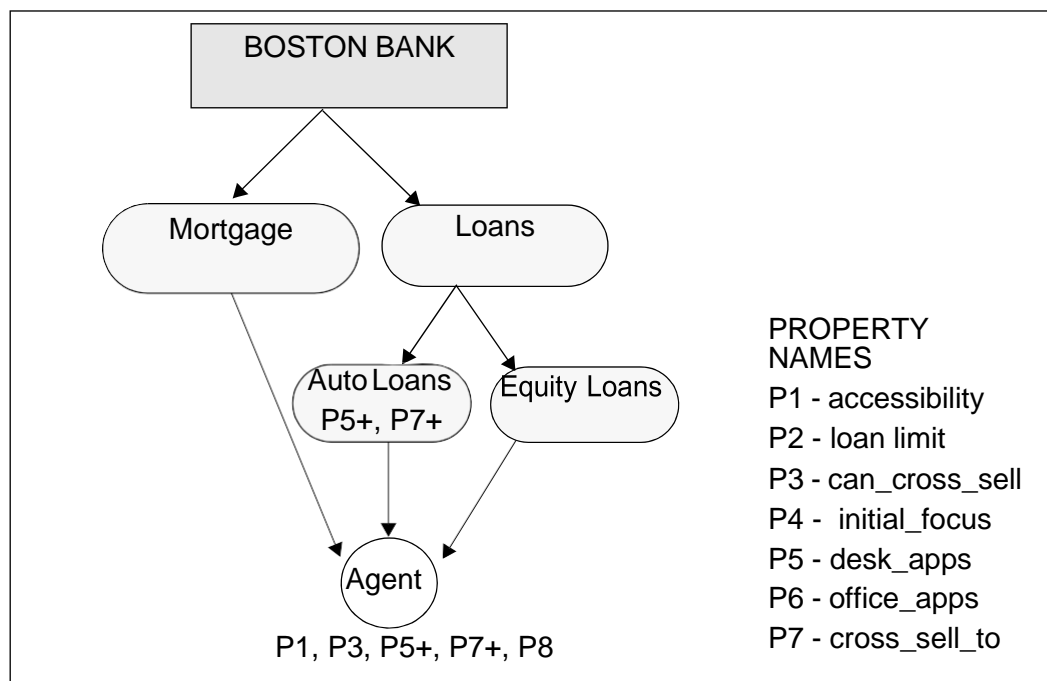 BOSTON BANK
Mortgage
Loans
Auto Loans
P5+, P7+
Equity Loans
Agent
P1, P3, P5+, P7+, P8
PROPERTY
NAMES
P1 - accessibility
P2 - loan limit
P3 - can_cross_sell
P4 - initial_focus
P5 - desk_apps
P6 - office_apps
P7 - cross_sell_to